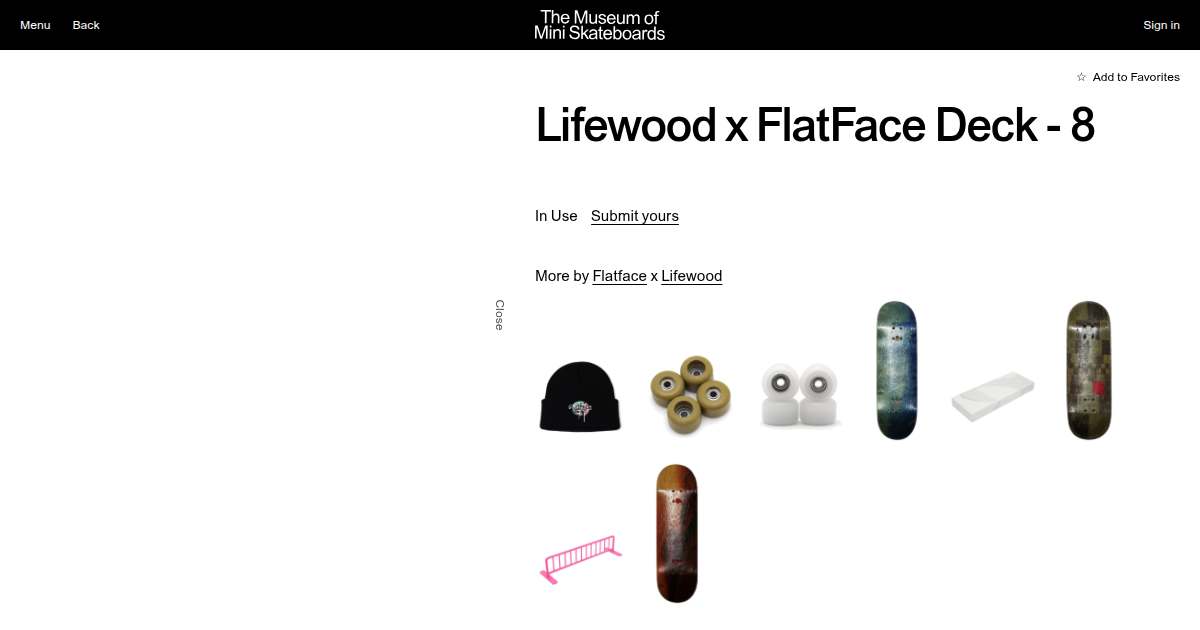 Menu
Back
The Museum of
Mini Skateboards
Sign in
☆ Add to Favorites
Lifewood x FlatFace Deck - 8
In Use Submit yours
More by Flatface x Lifewood
Close